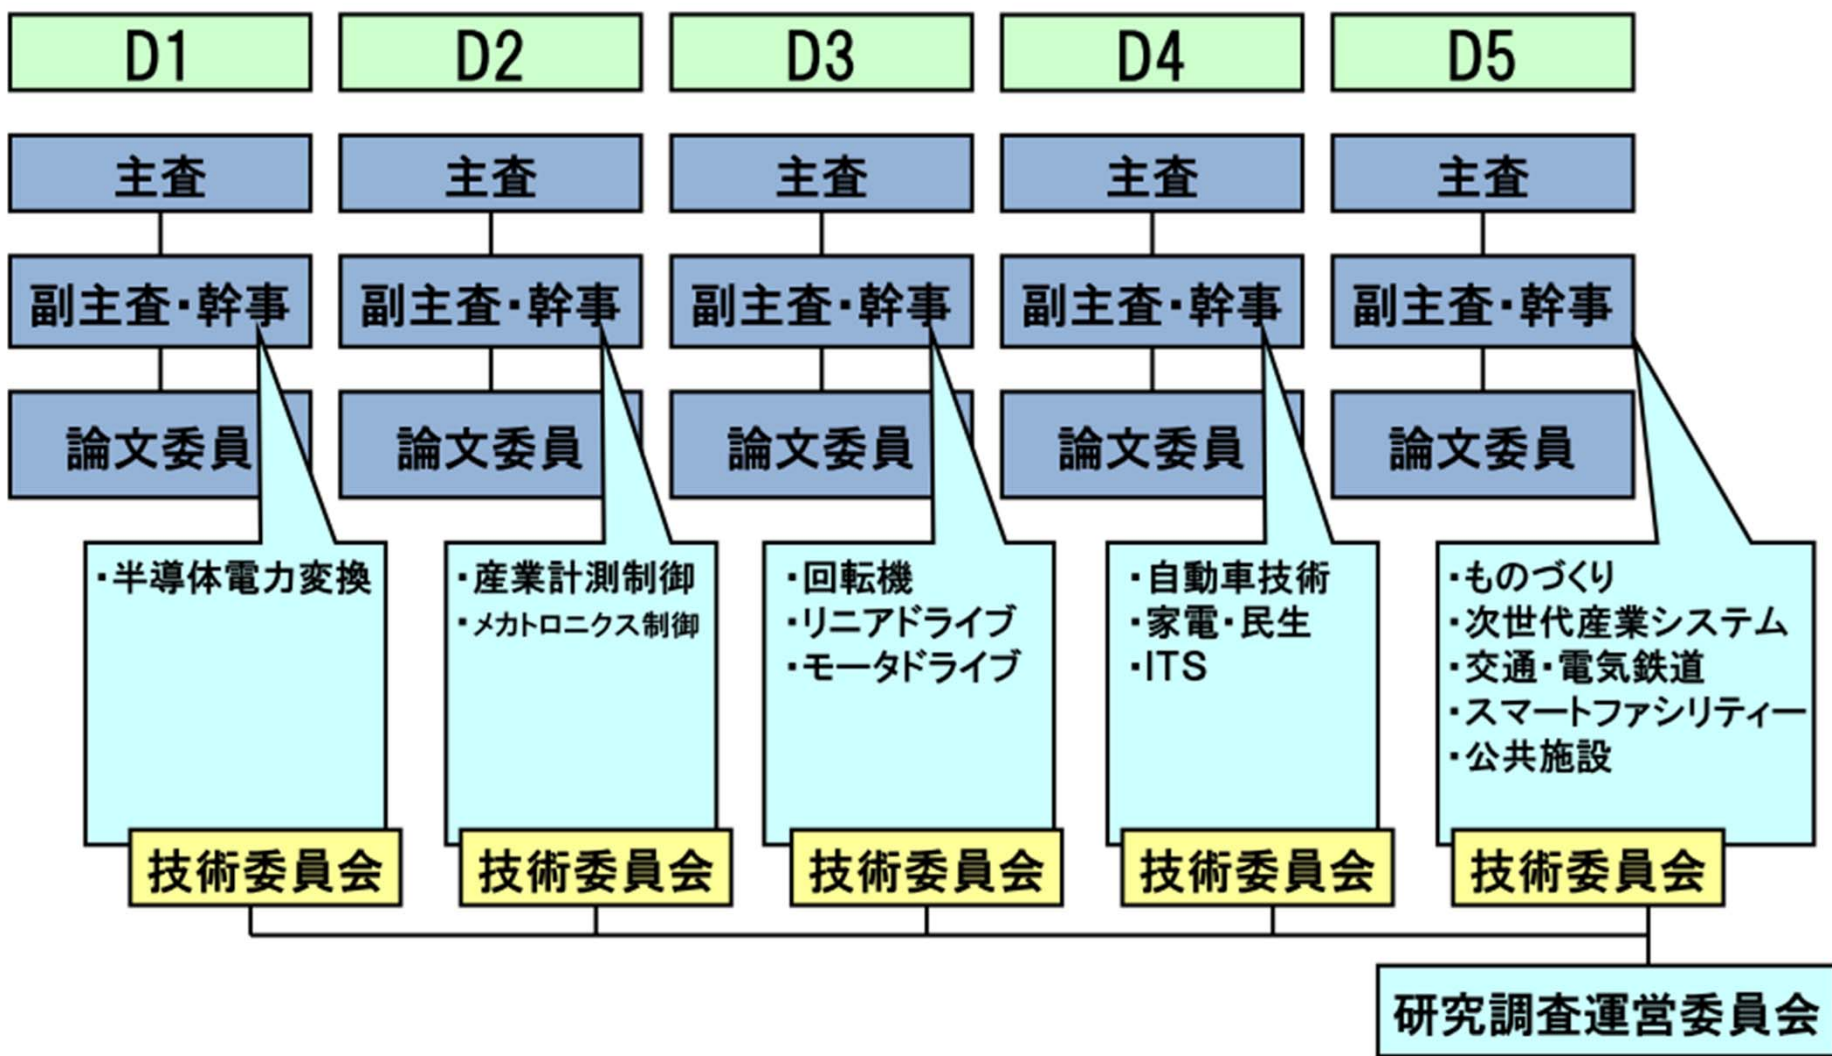 D1
D2
D3
D4
D5
主査
主査
主査
主査
主査
副主査・幹事
副主査・幹事
副主査・幹事
副主査・幹事
副主査・幹事
論文委員
論文委員
論文委員
論文委員
論文委員
・半導体電力変換
・産業計測制御
・メカトロニクス制御
・回転機
・リニアドライブ
・モータドライブ
・自動車技術
・家電・民生
・ITS
・ものづくり
・次世代産業システム
・交通・電気鉄道
・スマートファシリティー
・公共施設
技術委員会
技術委員会
技術委員会
技術委員会
技術委員会
研究調査運営委員会